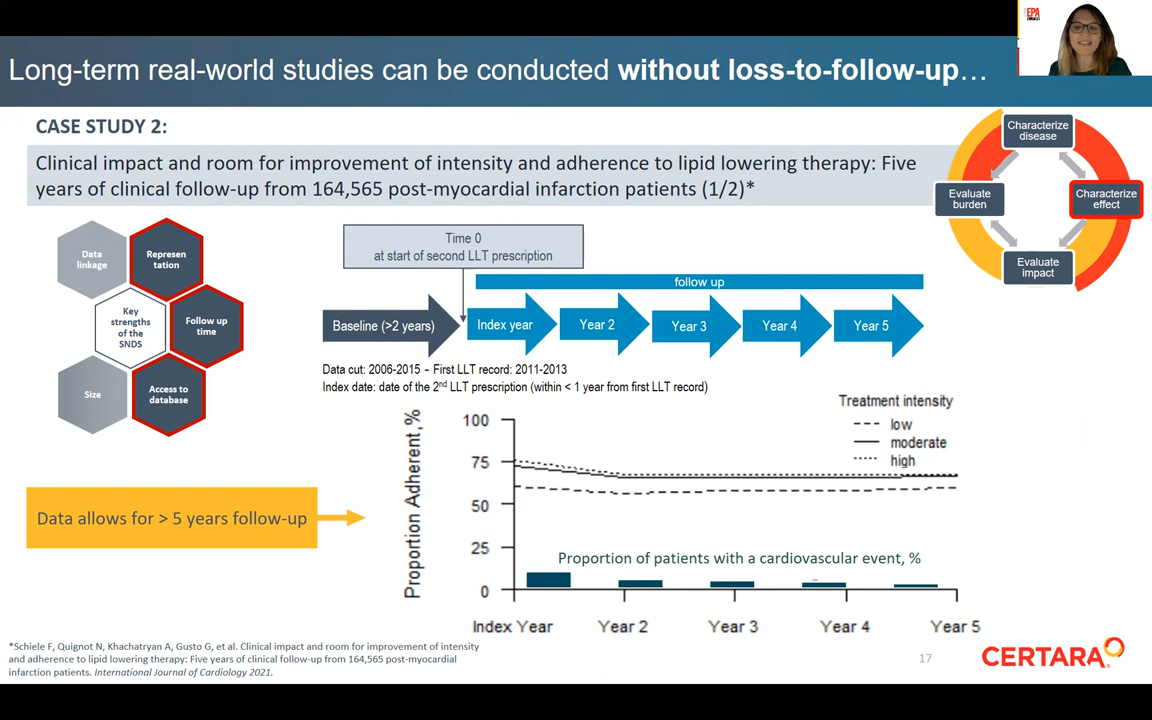 EPA
Long-term real-world studies can be conducted without loss-to-follow-up…
CASE STUDY 2:
Clinical impact and room for improvement of intensity and adherence to lipid lowering therapy: Five
years of clinical follow-up from 164,565 post-myocardial infarction patients (1/2)*
Characterize
disease
Evaluate
burden
Characterize
effect
Evaluate
impact
Data
linkage
Represen
tation
Key
strengths
of the
SNDS
Follow up
time
Size
Access to
database
Time 0
at start of second LLT prescription
follow up
Baseline (>2 years)
Index year
Year 2
Year 3
Year 4
Year 5
Data cut: 2006-2015 – First LLT record: 2011-2013
Index date: date of the 2nd LLT prescription (within < 1 year from first LLT record)
Data allows for > 5 years follow-up
Treatment intensity
low
moderate
high
Proportion Adherent,%
100
75
50
25
0
Proportion of patients with a cardiovascular event, %
Index Year
Year 2
Year 3
Year 4
Year 5
*Schiele F, Quignot N, Khachatryan A, Gusto G, et al. Clinical impact and room for improvement of intensity
and adherence to lipid lowering therapy: Five years of clinical follow-up from 164,565 post-myocardial
infarction patients. International Journal of Cardiology 2021.
17
CERTARA